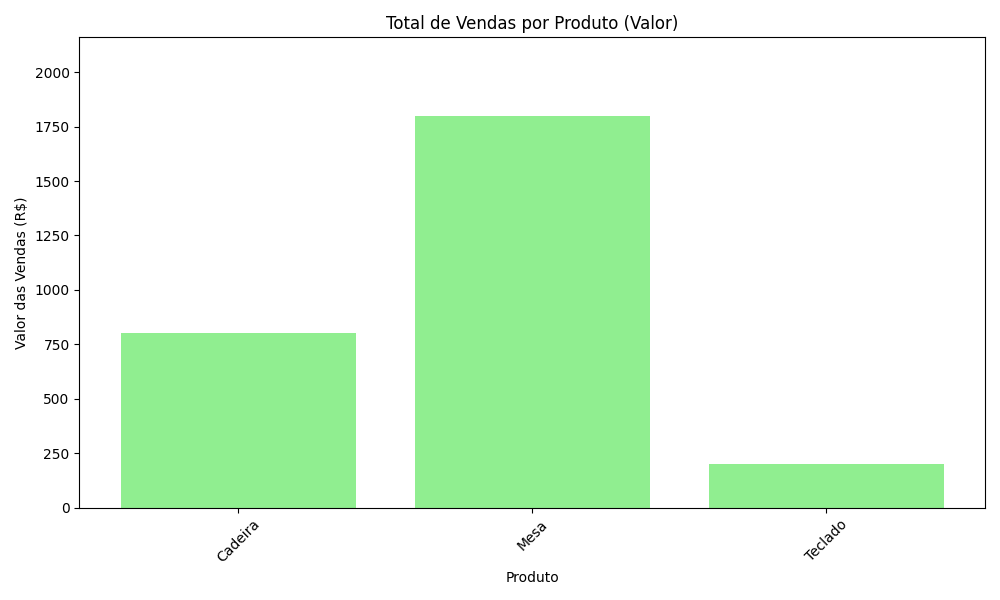 Total de Vendas por Produto (Valor)
Valor das Vendas (R$)
2000
1750
1500
1250
1000
750
500
250
0
Cadeira
Mesa
Teclado
Produto